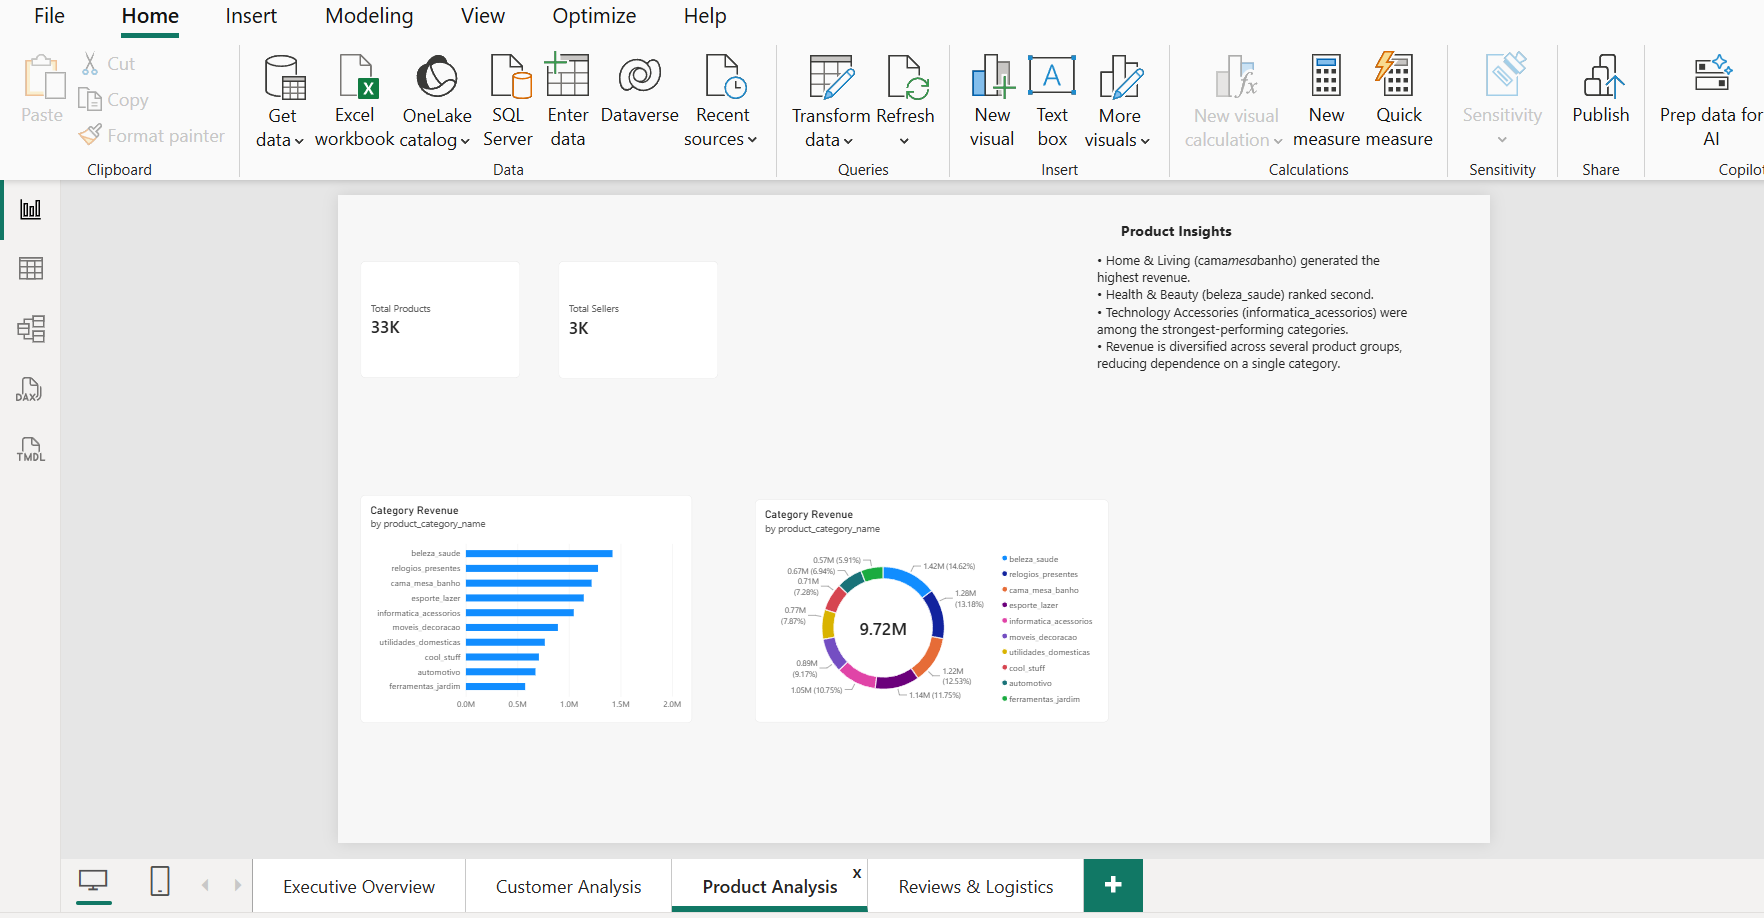 File Home Insert Modeling View Optimize Help
Paste
Cut
Copy
Format painter
Clipboard
Get
data
Excel
workbook
OneLake
catalog
SQL
Server
Enter
data
Dataverse
Recent
sources
Data
Transform
data
Refresh
Queries
New
visual
Text
box
More
visuals
Insert
New visual
calculation
New
measure
Quick
measure
Calculations
Sensitivity
Sensitivity
Publish
Share
Prep data for
AI
Copilot
DAX
TMDL
Total Products
33K
Total Sellers
3K
Product Insights
• Home & Living (camamesabanho) generated the
highest revenue.
• Health & Beauty (beleza_saude) ranked second.
• Technology Accessories (informatica_acessorios) were
among the strongest-performing categories.
• Revenue is diversified across several product groups,
reducing dependence on a single category.
Category Revenue
by product_category_name
beleza_saude
relogios_presentes
cama_mesa_banho
esporte_lazer
informatica_acessorios
moveis_decoracao
utilidades_domesticas
cool_stuff
automotivo
ferramentas_jardim
0.0M 0.5M 1.0M 1.5M 2.0M
Category Revenue
by product_category_name
0.57M (5.91%)
0.67M (6.94%)
0.71M
(7.28%)
0.77M
(7.87%)
0.89M
(9.17%)
1.05M (10.75%)
1.42M (14.62%)
1.28M
(13.18%)
1.22M
(12.53%)
1.14M (11.75%)
9.72M
beleza_saude
relogios_presentes
cama_mesa_banho
esporte_lazer
informatica_acessorios
moveis_decoracao
utilidades_domesticas
cool_stuff
automotivo
ferramentas_jardim
Executive Overview Customer Analysis Product Analysis x Reviews & Logistics +